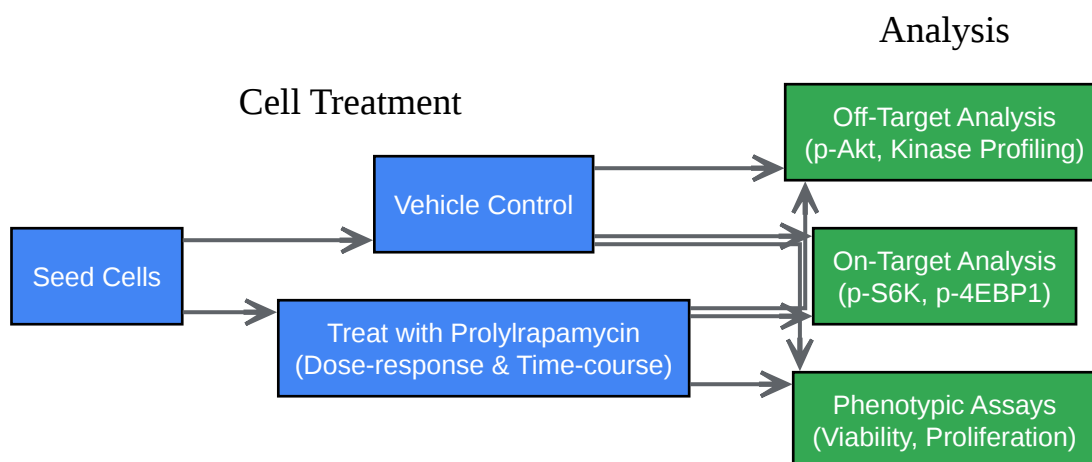 Analysis
Cell Treatment
Off-Target Analysis
(p-Akt, Kinase Profiling)
Vehicle Control
Seed Cells
On-Target Analysis
(p-S6K, p-4EBP1)
Treat with Prolylrapamycin
(Dose-response & Time-course)
Phenotypic Assays
(Viability, Proliferation)